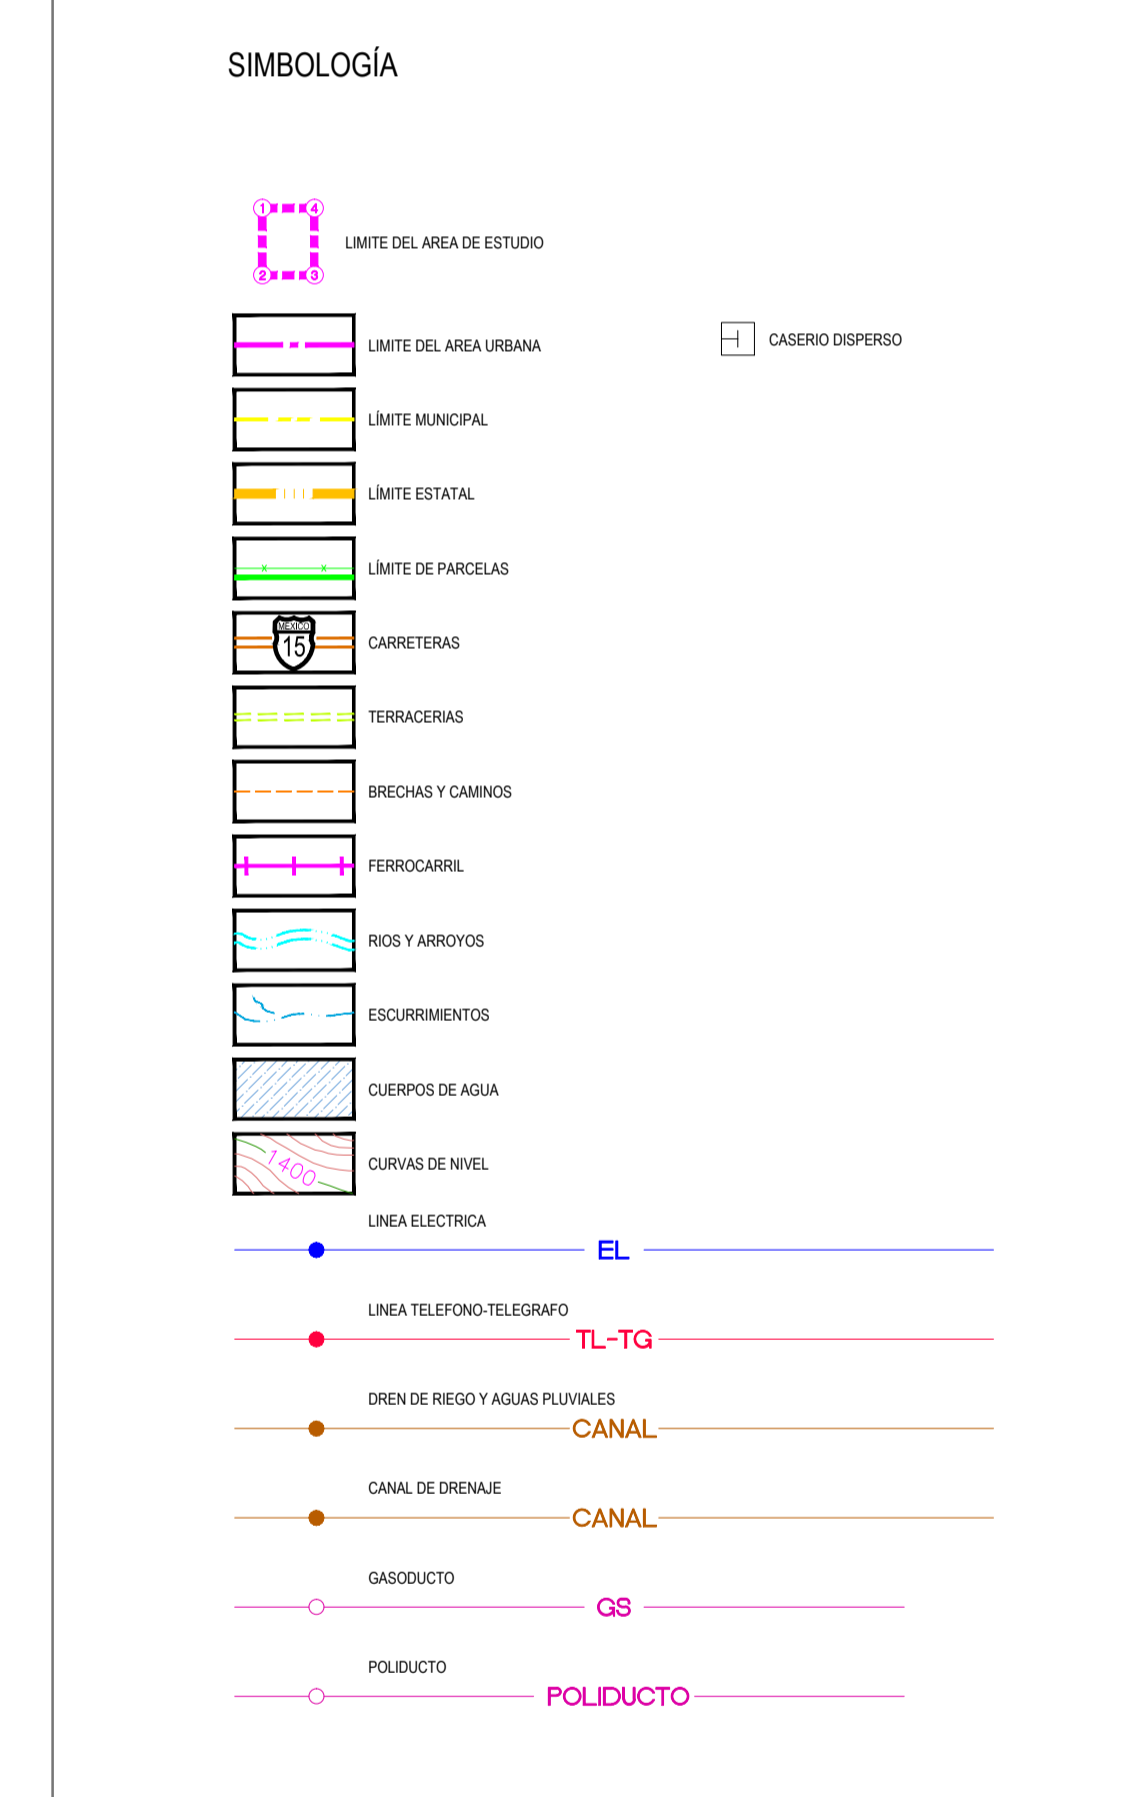 SIMBOLOGÍA
1 4
LIMITE DEL AREA DE ESTUDIO
2 3
LIMITE DEL AREA URBANA
CASERIO DISPERSO
LÍMITE MUNICIPAL
LÍMITE ESTATAL
LÍMITE DE PARCELAS
MEXICO
15
CARRETERAS
TERRACERIAS
BRECHAS Y CAMINOS
FERROCARRIL
RIOS Y ARROYOS
ESCURRIMIENTOS
CUERPOS DE AGUA
1400
CURVAS DE NIVEL
LINEA ELECTRICA
EL
LINEA TELEFONO-TELEGRAFO
TL-TG
DREN DE RIEGO Y AGUAS PLUVIALES
CANAL
CANAL DE DRENAJE
CANAL
GASODUCTO
GS
POLIDUCTO
POLIDUCTO